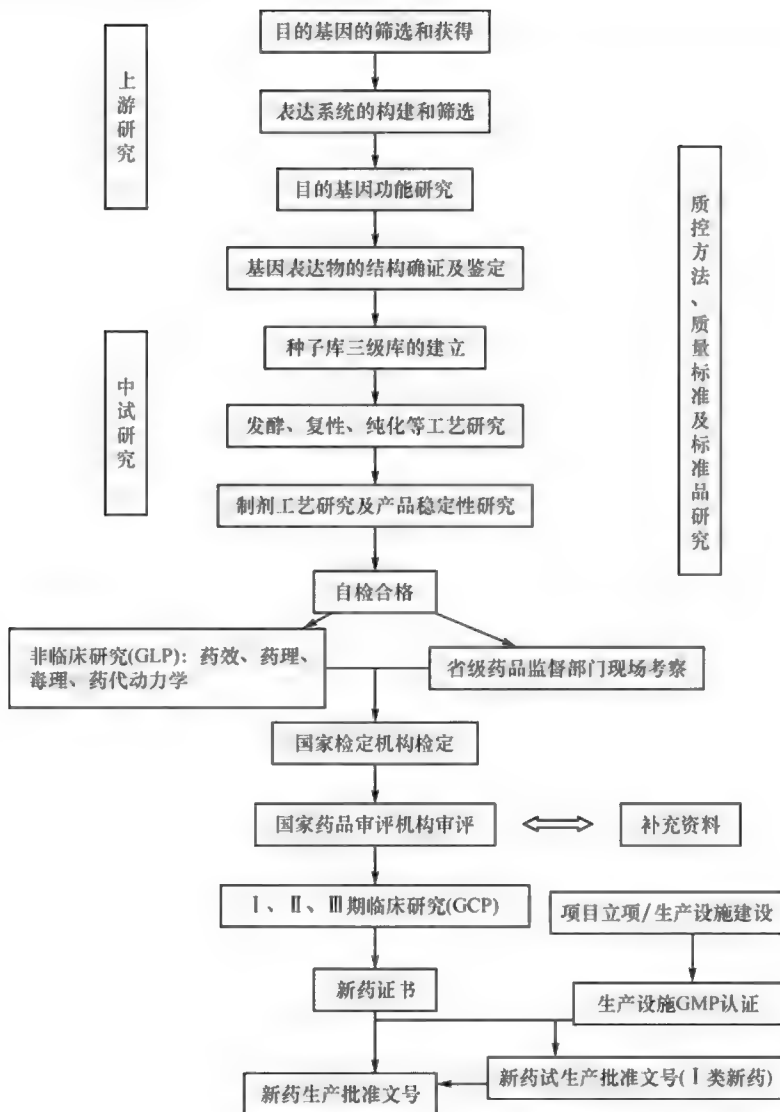 目的基因的筛选和获得
上游研究
表达系统的构建和筛选
目的基因功能研究
质控方法、质量标准及标准品研究
基因表达物的结构确证及鉴定
种子库三级库的建立
中试研究
发酵、复性、纯化等工艺研究
制剂工艺研究及产品稳定性研究
自检合格
非临床研究(GLP)：药效、药理、
毒理、药代动力学
省级药品监督部门现场考察
国家检定机构检定
国家药品审评机构审评
补充资料
Ⅰ、Ⅱ、Ⅲ期临床研究(GCP)
项目立项/生产设施建设
新药证书
生产设施GMP认证
新药试生产批准文号(Ⅰ类新药)
新药生产批准文号